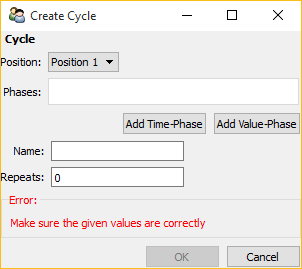 Create Cycle
Cycle
Position: Position 1
Phases:
Add Time-Phase Add Value-Phase
Name:
Repeats: 0
Error:
Make sure the given values are correctly
OK Cancel